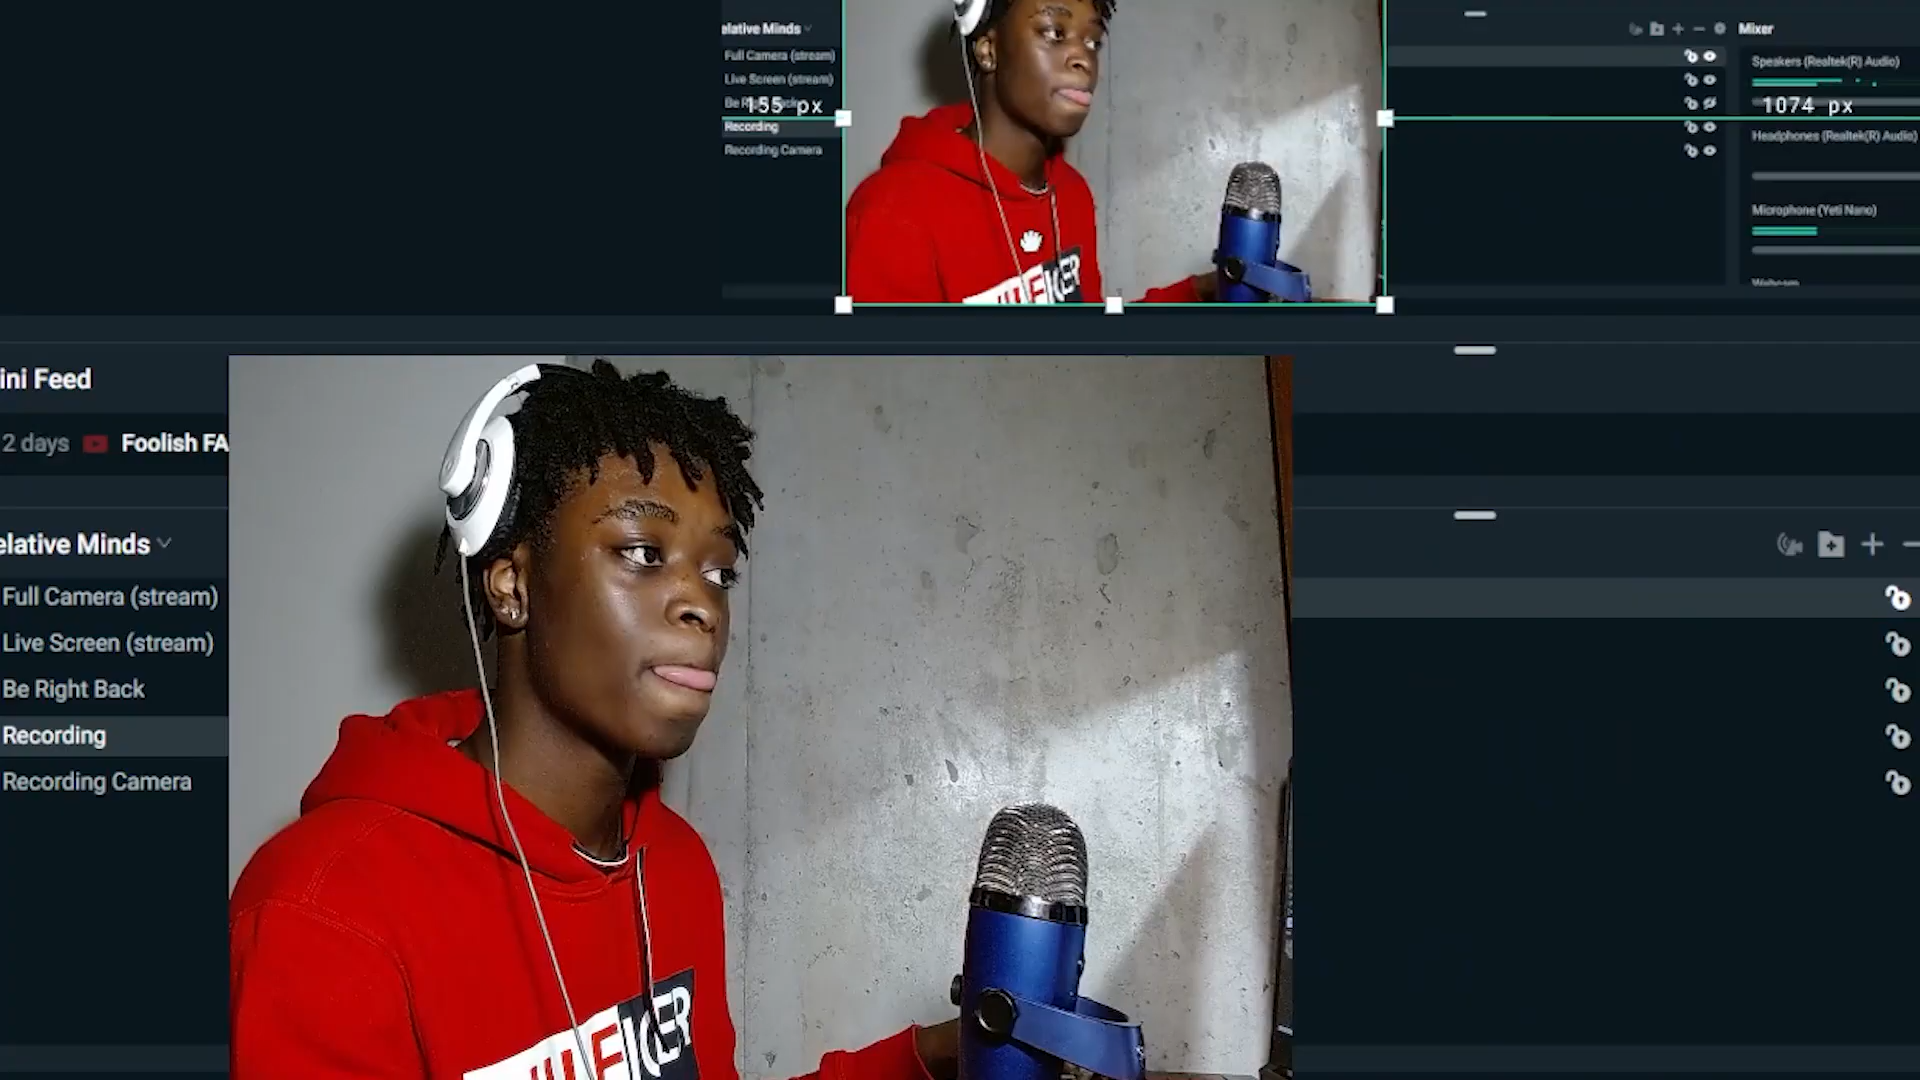 elative Minds
Mixer
Full Camera (stream)
Speakers (Realtek(R) Audio)
Live Screen (stream)
155 px
1074 px
Recording
Headphones (Realtek(R) Audio)
Recording Camera
Microphone (Yeti Nano)
Webcam
ini Feed
2 days Foolish FA
elative Minds
Full Camera (stream)
Live Screen (stream)
Be Right Back
Recording
Recording Camera